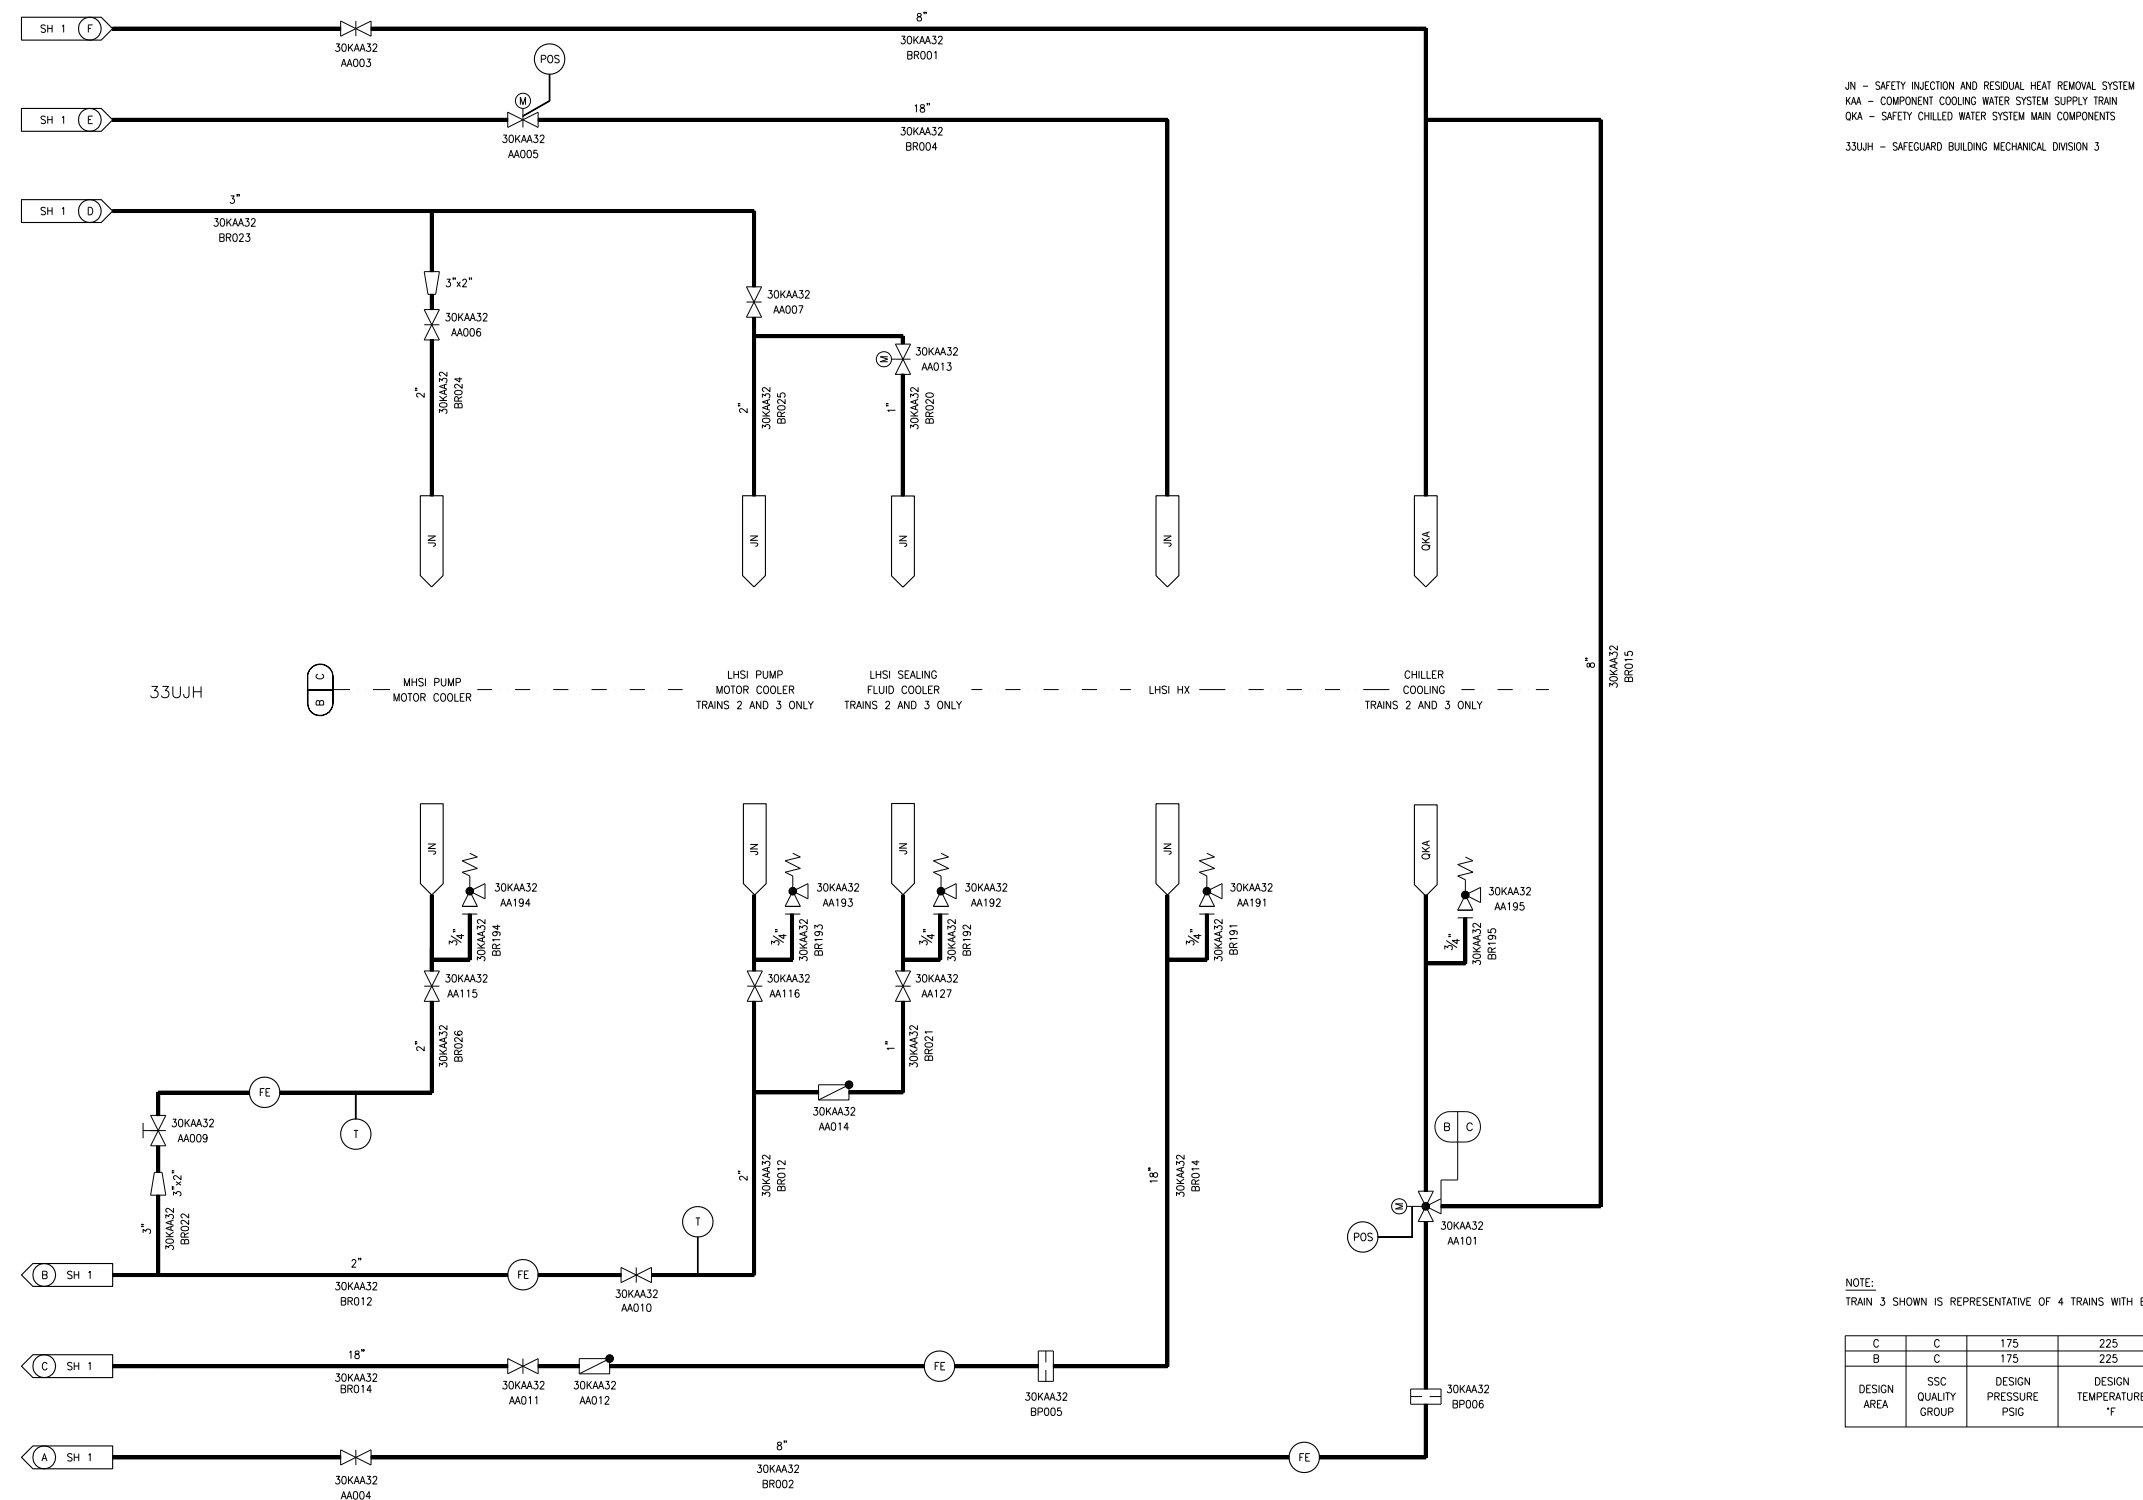 SH 1 F
30KAA32
AA003
8"
30KAA32
BR001
POS
M
SH 1 E
30KAA32
AA005
18"
30KAA32
BR004
JN – SAFETY INJECTION AND RESIDUAL HEAT REMOVAL SYSTEM
KAA – COMPONENT COOLING WATER SYSTEM SUPPLY TRAIN
QKA – SAFETY CHILLED WATER SYSTEM MAIN COMPONENTS
33UJH – SAFEGUARD BUILDING MECHANICAL DIVISION 3
SH 1 D
3"
30KAA32
BR023
3"x2"
30KAA32
AA006
2"
30KAA32
BR024
30KAA32
AA007
2"
30KAA32
BR025
M
30KAA32
AA013
1"
30KAA32
BR020
JN
JN
JN
JN
QKA
8"
30KAA32
BR015
33UJH
C
B
MHSI PUMP
MOTOR COOLER
LHSI PUMP
MOTOR COOLER
TRAINS 2 AND 3 ONLY
LHSI SEALING
FLUID COOLER
TRAINS 2 AND 3 ONLY
LHSI HX
CHILLER
COOLING
TRAINS 2 AND 3 ONLY
JN
JN
JN
JN
QKA
30KAA32
AA194
3/4"
30KAA32
BR194
30KAA32
AA193
3/4"
30KAA32
BR193
30KAA32
AA192
3/4"
30KAA32
BR192
30KAA32
AA191
3/4"
30KAA32
BR191
30KAA32
AA195
3/4"
30KAA32
BR195
30KAA32
AA115
30KAA32
AA116
30KAA32
AA127
2"
30KAA32
BR026
1"
30KAA32
BR021
FE
T
30KAA32
AA009
3"x2"
3"
30KAA32
BR022
30KAA32
AA014
2"
30KAA32
BR012
18"
30KAA32
BR014
B C
M
POS
30KAA32
AA101
T
B SH 1
2"
30KAA32
BR012
FE
30KAA32
AA010
C SH 1
18"
30KAA32
BR014
30KAA32
AA011
30KAA32
AA012
FE
30KAA32
BP005
30KAA32
BP006
A SH 1
30KAA32
AA004
8"
30KAA32
BR002
FE
NOTE:
TRAIN 3 SHOWN IS REPRESENTATIVE OF 4 TRAINS WITH
C C 175 225
B C 175 225
DESIGN
AREA
SSC
QUALITY
GROUP
DESIGN
PRESSURE
PSIG
DESIGN
TEMPERATURE
°F